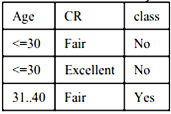 Age CR class
<=30 Fair No
<=30 Excellent No
31..40 Fair Yes